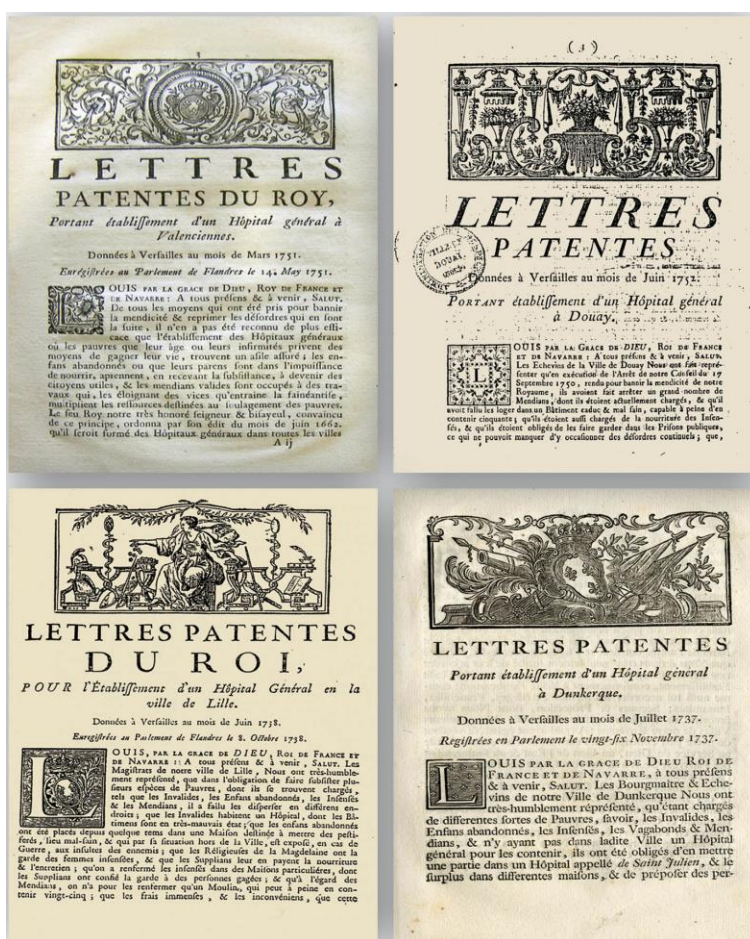 LETTRES
PATENTES DU ROY,
Portant établissement d'un Hôpital général à
Valenciennes.
Données à Versailles au mois de Mars 1751.
Enregistrées au Parlement de Flandres le 14. May 1751.
LOUIS PAR LA GRACE DE DIEU, ROY DE FRANCE ET
DE NAVARRE : A tous présens & à venir, SALUT.
De tous les moyens qui ont été pris pour bannir
la mendicité & reprimer les désordres qui en font
la suite, il n'en a pas été reconnu de plus effi-
cace que l'établissement des Hôpitaux généraux
où les pauvres que leur âge ou leurs infirmités privent des
moyens de gagner leur vie, trouvent un asile assuré ; les en-
fans abandonnés ou que leurs parens sont dans l'impuissance
de nourrir, aprennent, en recevant la subsistance, à devenir des
citoyens utiles, & les mendians valides sont occupés à des tra-
vaux qui, les éloignant des vices qu'entraine la fainéantise,
multiplient les ressources destinées au soulagement des pauvres.
Le feu Roy, notre très honoré seigneur & bisayeul, convaincu
de ce principe, ordonna par son édit du mois de juin 1662.
qu'il seroit formé des Hôpitaux généraux dans toutes les villes
A ij
( 3 )
LETTRES
PATENTES
Données à Versailles au mois de Juin 1752.
PORTANT établissement d'un Hôpital général
à Douay.
LOUIS PAR LA GRACE DE DIEU, ROI DE FRANCE
ET DE NAVARRE : A tous présens & à venir, SALUT.
Les Echevins de la Ville de Douay Nous ont fait repré-
senter qu'en exécution de l'Arrêt de notre Conseil du 17
Septembre 1750, rendu pour bannir la mendicité de notre
Royaume, ils avoient fait arrêter un grand nombre de
Mendians, dont ils étoient actuellement chargés, & qu'il
avoit fallu les loger dans un Bâtiment caduc & mal sain, capable à peine d'en
contenir cinquante ; qu'ils étoient aussi chargés de la nourriture des Insen-
sés, & qu'ils étoient obligés de les faire garder dans les Prisons publiques,
ce qui ne pouvoit manquer d'y occasionner des désordres continuels ; que,
LETTRES PATENTES
DU ROI,
POUR l'Établissement d'un Hôpital Général en la
ville de Lille.
Données à Versailles au mois de Juin 1738.
Enregistrées au Parlement de Flandres le 8. Octobre 1738.
LOUIS, PAR LA GRACE DE DIEU, ROI DE FRANCE ET
DE NAVARRE : A tous présens & à venir, SALUT. Les
Magistrats de notre ville de Lille, Nous ont très-humble-
ment représenté, que dans l'obligation de faire subsister plu-
sieurs espèces de Pauvres, dont ils se trouvent chargés,
tels que les Invalides, les Enfans abandonnés, les Insensés
& les Mendians, il a fallu les disperser en différens en-
droits ; que les Invalides habitent un Hôpital, dont les Bâ-
timens sont en très-mauvais état ; que les enfans abandonnés
ont été placés depuis quelque tems dans une Maison destinée à mettre des pesti-
ferés, lieu mal-sain, & qui par sa situation hors de la Ville, est exposé, en cas de
Guerre, aux insultes des ennemis ; que les Réligieuses de la Magdelaine ont la
garde des femmes insensées, & que les Supplians leur en payent la nourriture
& l'entretien ; qu'on a renfermé les insensés dans des Maisons particuliéres, dont
les Supplians ont confié la garde à des personnes gagées ; & qu'à l'égard des
Mendians, on n'a pour les renfermer qu'un Moulin, qui peut à peine en con-
tenir vingt-cinq ; que les frais immenses, & les inconvéniens, que cette
LETTRES PATENTES
Portant établissement d'un Hôpital général
à Dunkerque.
Données à Versailles au mois de Juillet 1737.
Registrées en Parlement le vingt-six Novembre 1737.
LOUIS PAR LA GRACE DE DIEU ROI DE
FRANCE ET DE NAVARRE, à tous présens
& à venir, SALUT. Les Bourgmaître & Eche-
vins de notre Ville de Dunkerque Nous ont
très-humblement réprésenté, qu'étant chargés
de differentes sortes de Pauvres, savoir, les Invalides, les
Enfans abandonnés, les Insensés, les Vagabonds & Men-
dians, & n'y ayant pas dans ladite Ville un Hôpital
général pour les contenir, ils ont été obligés d'en mettre
une partie dans un Hôpital appellé de Saint Julien, & le
surplus dans differentes maisons, & de préposer des per-